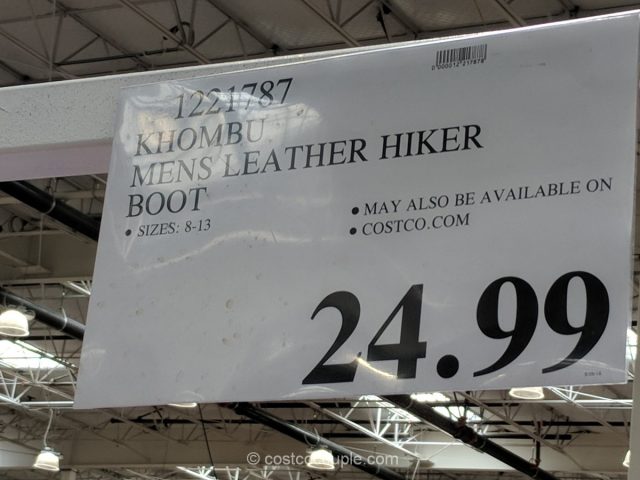 1221787
KHOMBU
MENS LEATHER HIKER
BOOT
• SIZES: 8-13
• MAY ALSO BE AVAILABLE ON
• COSTCO.COM
24.99
© costcocouple.com